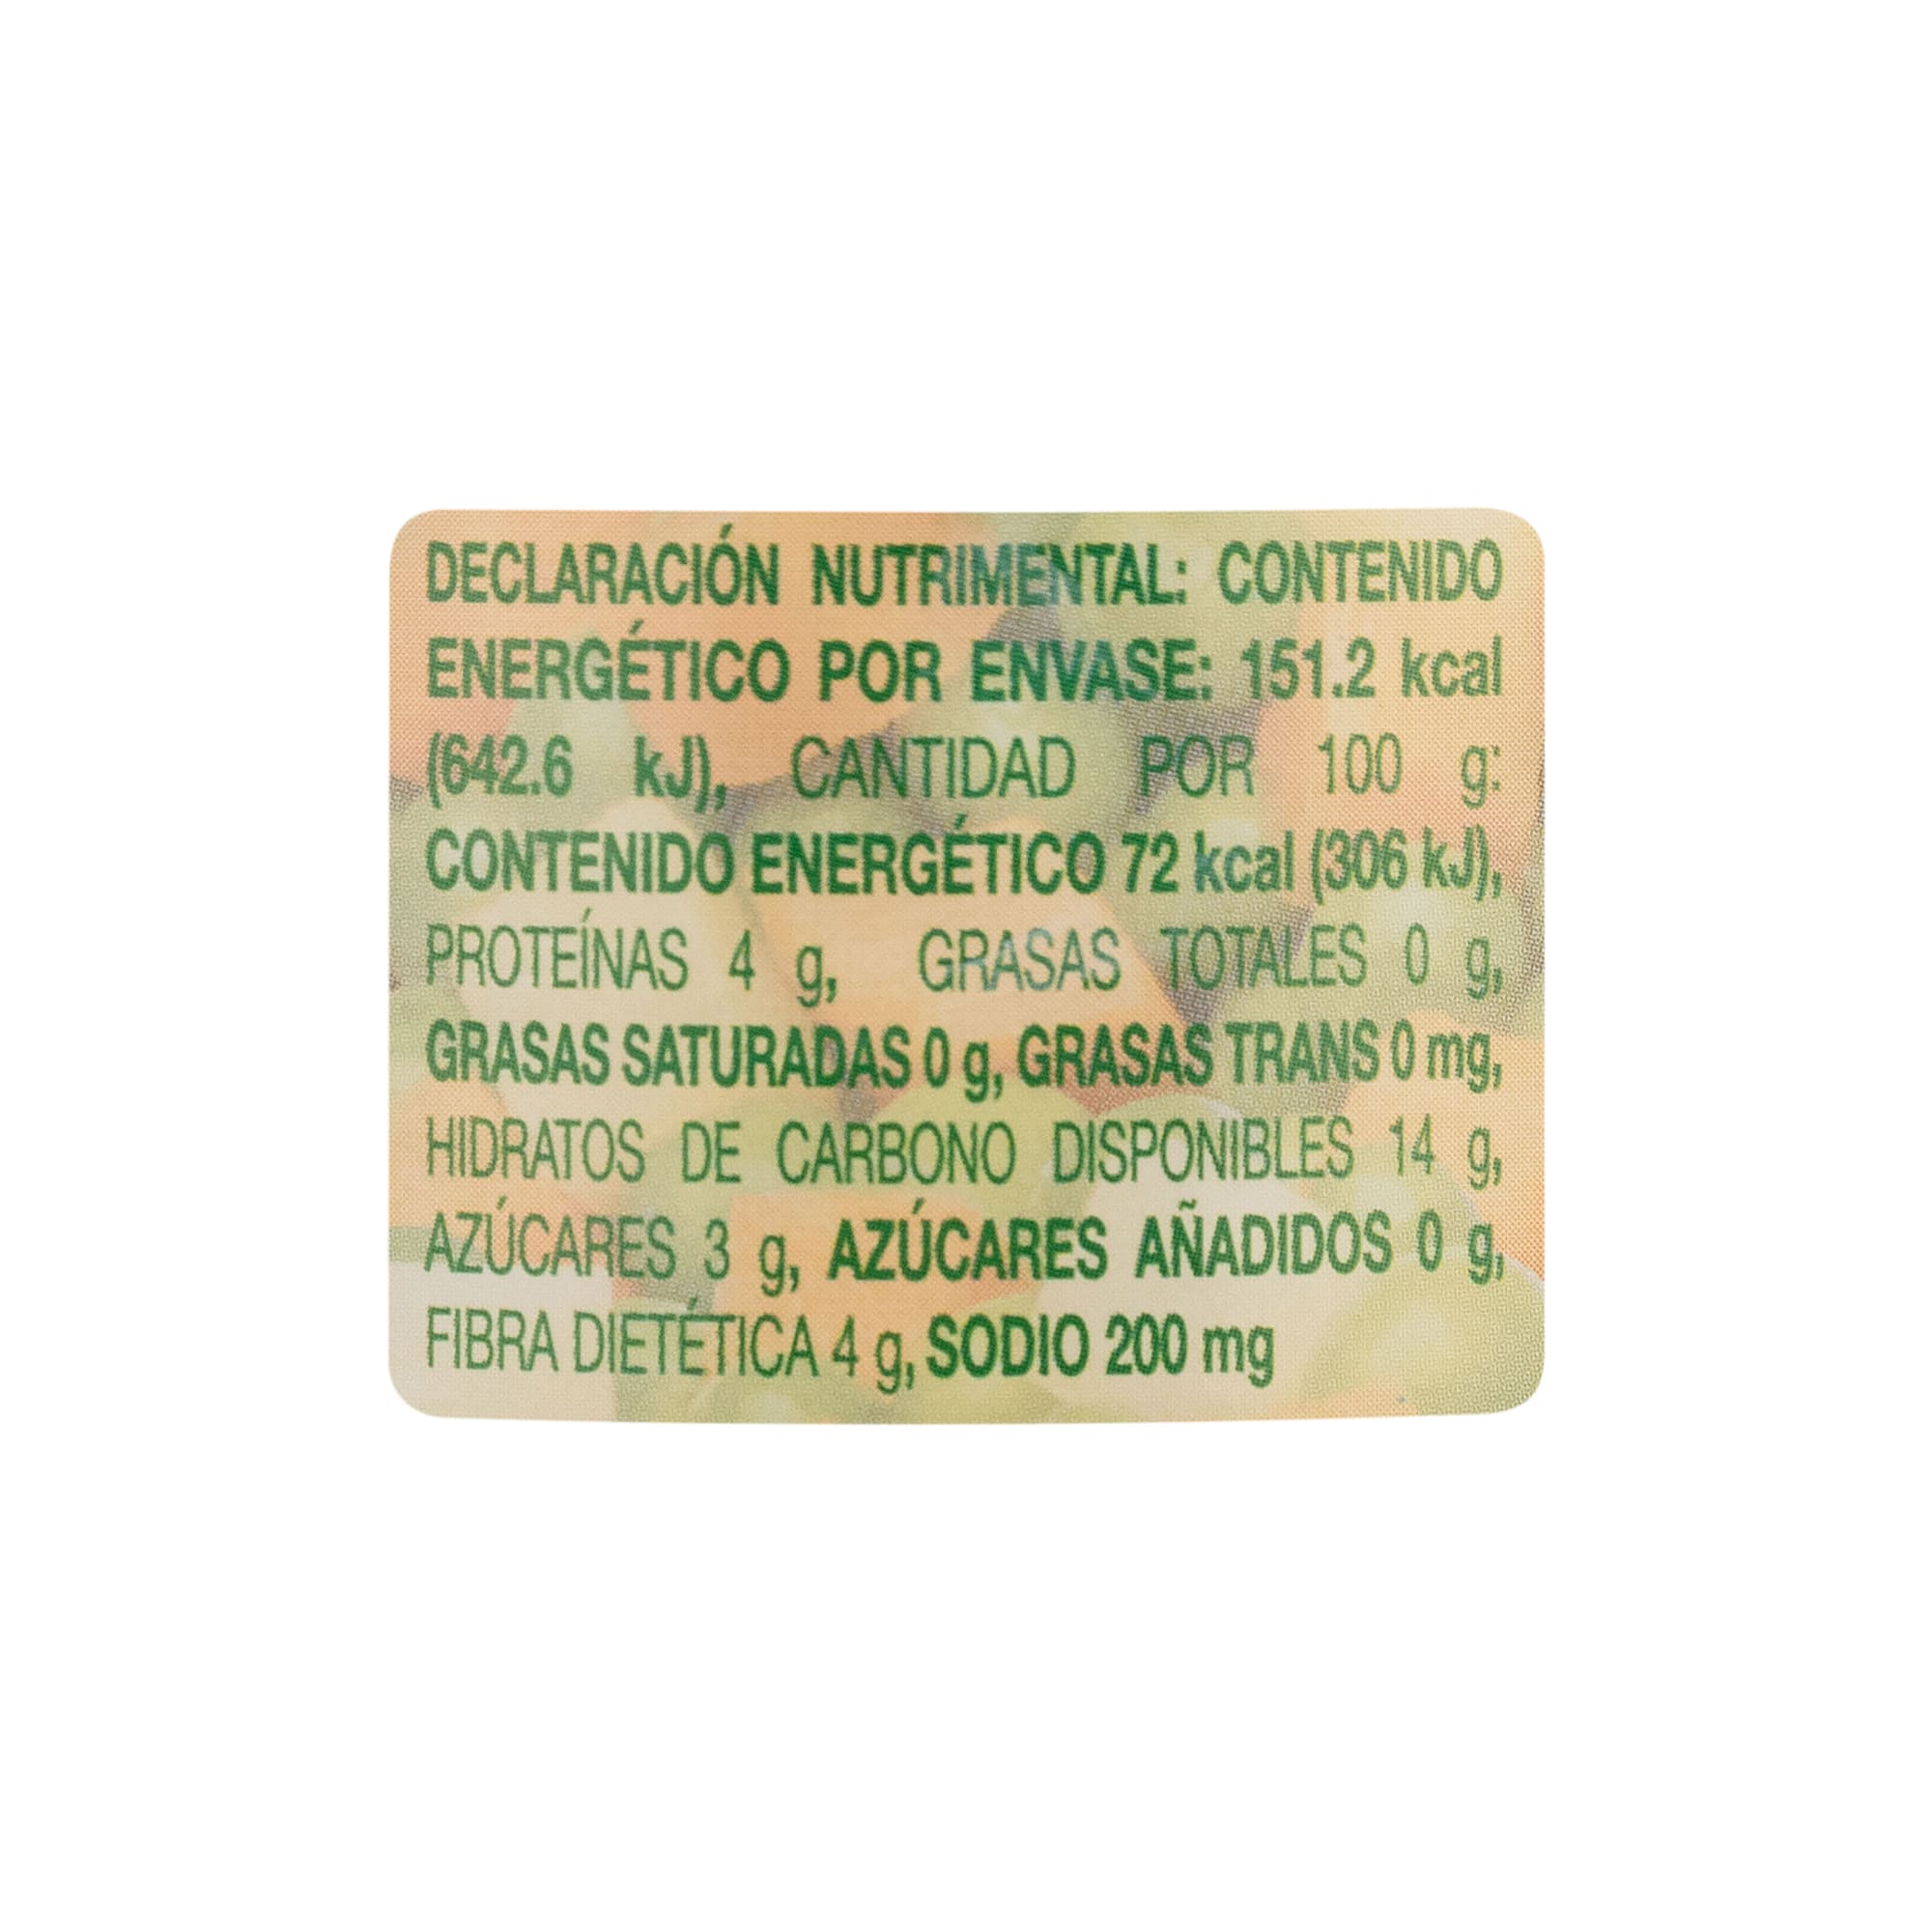 DECLARACIÓN NUTRIMENTAL: CONTENIDO
ENERGÉTICO POR ENVASE: 151.2 kcal
(642.6 kJ), CANTIDAD POR 100 g:
CONTENIDO ENERGÉTICO 72 kcal (306 kJ),
PROTEÍNAS 4 g, GRASAS TOTALES 0 g,
GRASAS SATURADAS 0 g, GRASAS TRANS 0 mg,
HIDRATOS DE CARBONO DISPONIBLES 14 g,
AZÚCARES 3 g, AZÚCARES AÑADIDOS 0 g,
FIBRA DIETÉTICA 4 g, SODIO 200 mg